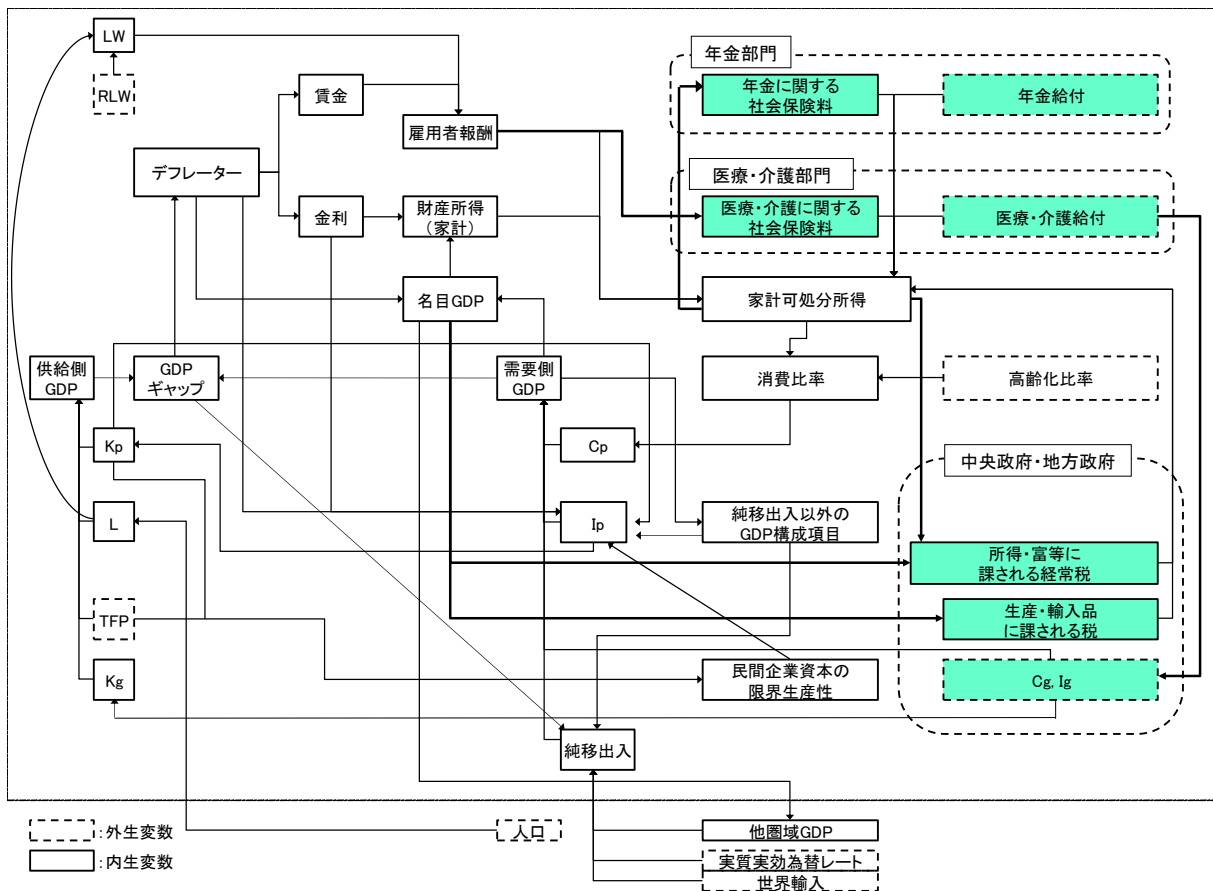 LW
年金部門
RLW
賃金
年金に関する
社会保険料
年金給付
雇用者報酬
デフレーター
医療・介護部門
金利
財産所得
(家計)
医療・介護に関する
社会保険料
医療・介護給付
名目GDP
家計可処分所得
供給側
GDP
GDP
ギャップ
需要側
GDP
消費比率
高齢化比率
Kp
Cp
中央政府・地方政府
L
Ip
純移出入以外の
GDP構成項目
所得・富等に
課される経常税
TFP
生産・輸入品
に課される税
Kg
民間企業資本の
限界生産性
Cg, Ig
純移出入
:外生変数
人口
他圏域GDP
:内生変数
実質実効為替レート
世界輸入